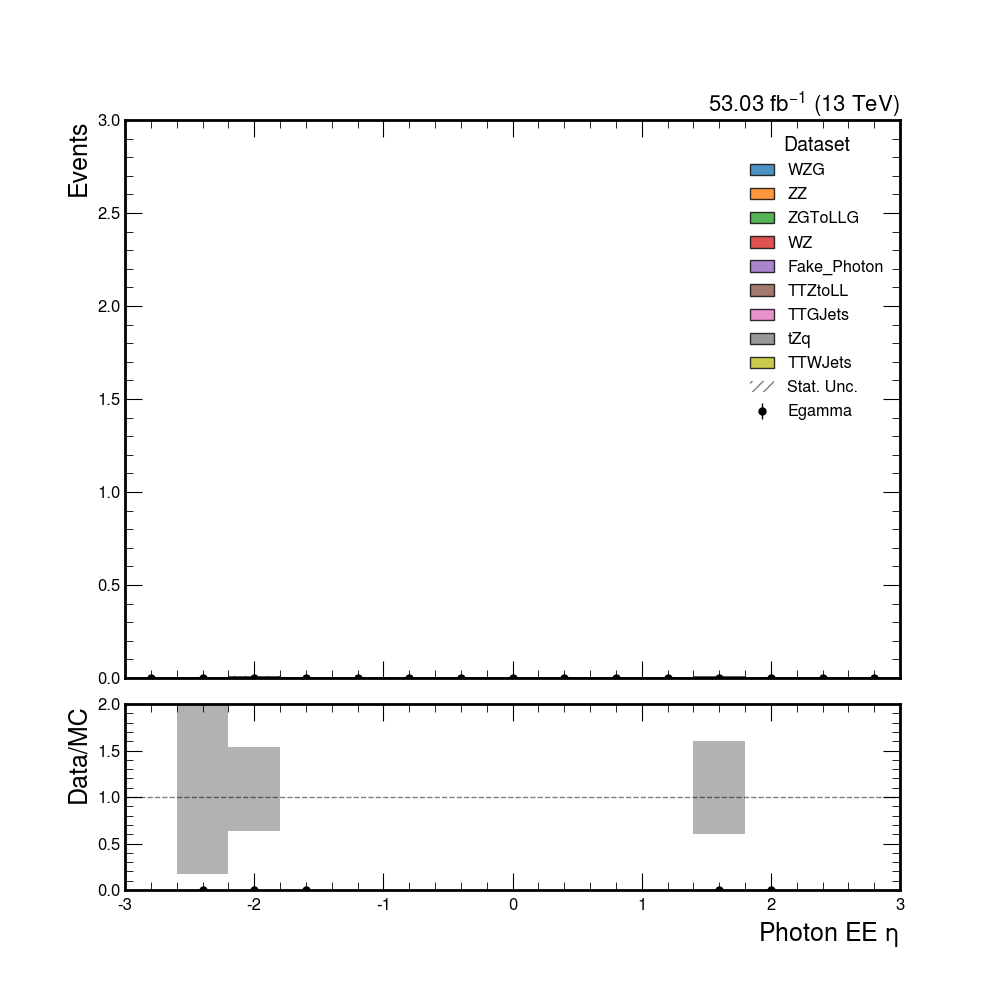 53.03 fb⁻¹ (13 TeV)
Events
3.0
2.5
2.0
1.5
1.0
0.5
0.0
Dataset
WZG
ZZ
ZGToLLG
WZ
Fake_Photon
TTZtoLL
TTGJets
tZq
TTWJets
Stat. Unc.
Egamma
Data/MC
2.0
1.5
1.0
0.5
0.0
-3 -2 -1 0 1 2 3
Photon EE η